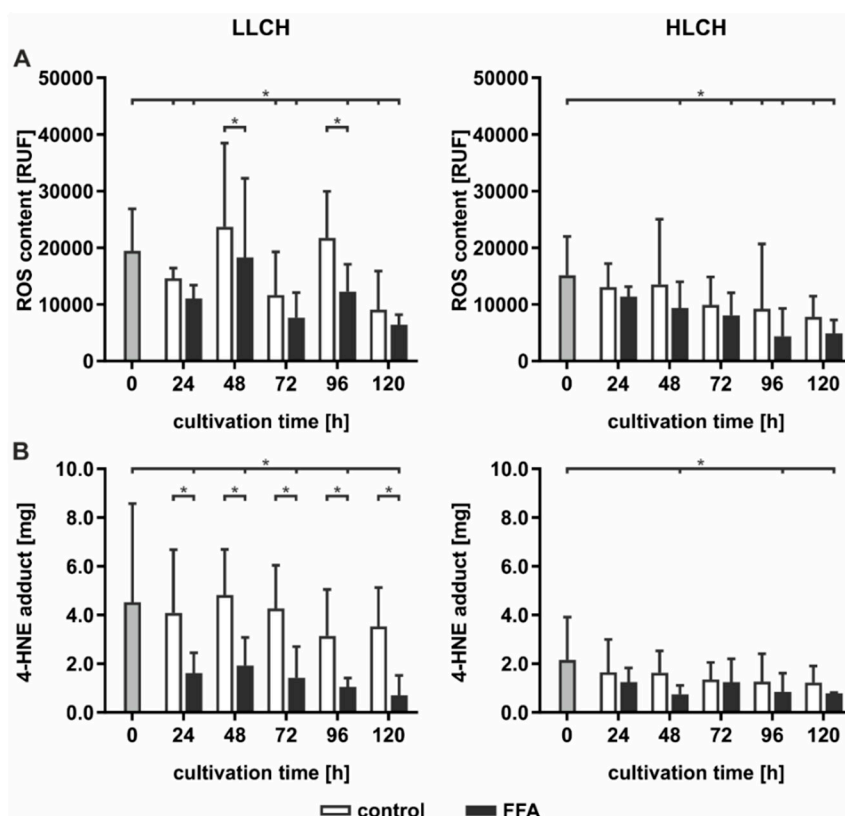 LLCH HLCH
A
50000 50000
40000 40000
30000 30000
20000 20000
10000 10000
0 0
ROS content [RUF] ROS content [RUF]
* * * *
0 24 48 72 96 120 0 24 48 72 96 120
cultivation time [h] cultivation time [h]
B
10.0 10.0
8.0 8.0
6.0 6.0
4.0 4.0
2.0 2.0
0.0 0.0
4-HNE adduct [mg] 4-HNE adduct [mg]
* * * * * * *
0 24 48 72 96 120 0 24 48 72 96 120
cultivation time [h] cultivation time [h]
control FFA